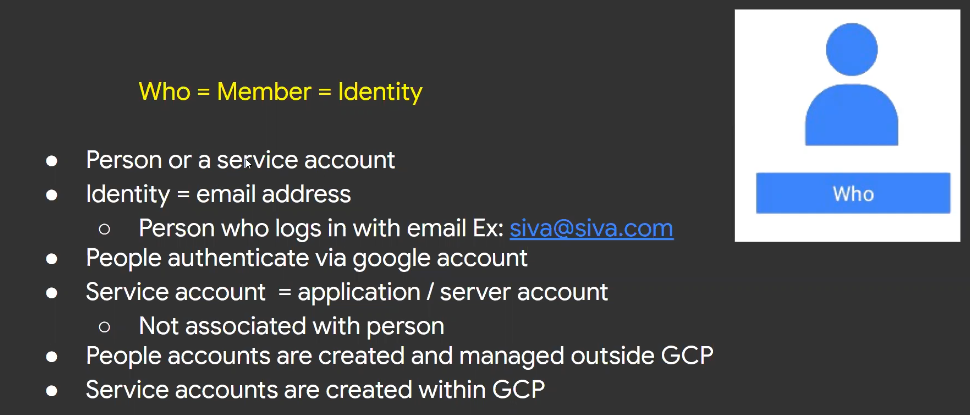 Who = Member = Identity
● Person or a service account
● Identity = email address
○ Person who logs in with email Ex: siva@siva.com
● People authenticate via google account
● Service account = application / server account
○ Not associated with person
● People accounts are created and managed outside GCP
● Service accounts are created within GCP
Who